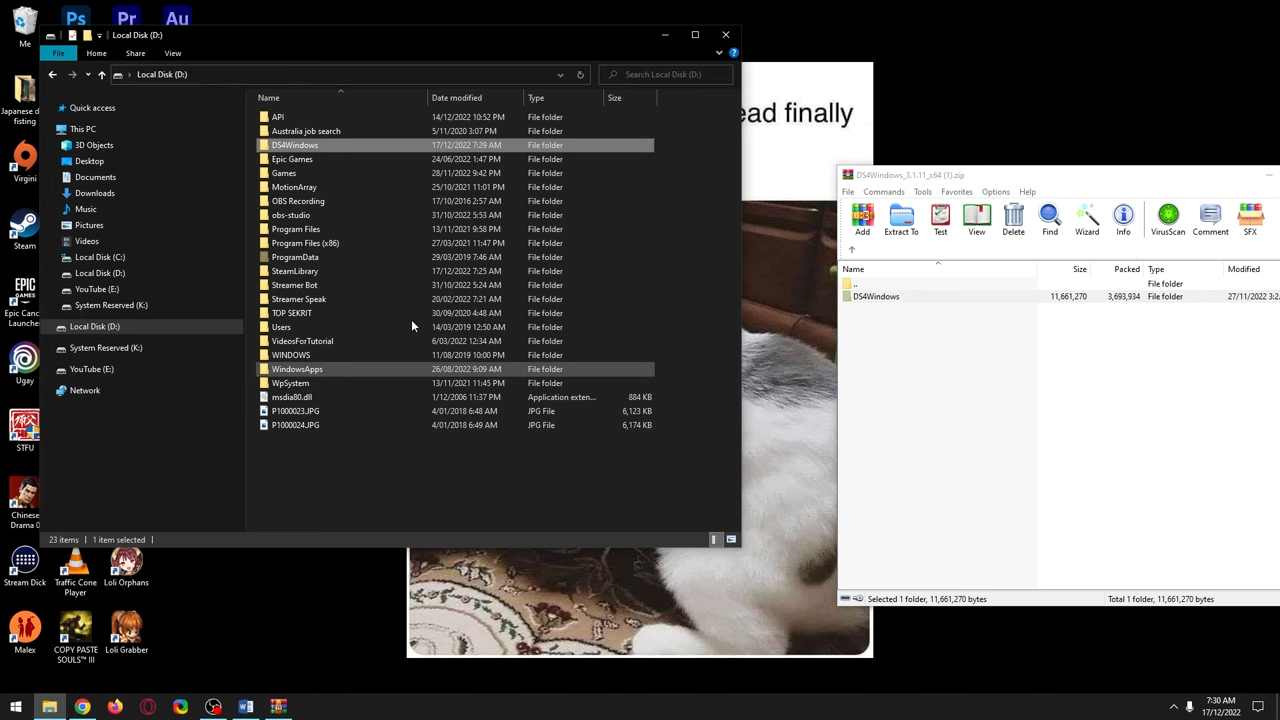 Me
Ps
Pr
Au
Local Disk (D:)
File
Home
Share
View
Local Disk (D:)
Search Local Disk (D:)
Japanese d
fisting
Virgini
Steam
EPIC
GAMES
Epic Canc
Launcher
Ugay
STFU
Chinese
Drama 0
Stream Dick
Traffic Cone
Player
Loli Orphans
Malex
COPY PASTE
SOULS™ III
Loli Grabber
Quick access
This PC
3D Objects
Desktop
Documents
Downloads
Music
Pictures
Videos
Local Disk (C:)
Local Disk (D:)
YouTube (E:)
System Reserved (K:)
Local Disk (D:)
System Reserved (K:)
YouTube (E:)
Network
Name Date modified Type Size
API 14/12/2022 10:52 PM File folder
Australia job search 5/11/2020 3:07 PM File folder
DS4Windows 17/12/2022 7:29 AM File folder
Epic Games 24/06/2022 1:47 PM File folder
Games 28/11/2022 9:42 PM File folder
MotionArray 25/10/2021 11:01 PM File folder
OBS Recording 17/10/2016 2:57 AM File folder
obs-studio 31/10/2022 5:53 AM File folder
Program Files 13/11/2021 9:58 PM File folder
Program Files (x86) 27/03/2021 11:47 PM File folder
ProgramData 29/03/2019 7:46 AM File folder
SteamLibrary 17/12/2022 7:25 AM File folder
Streamer Bot 31/10/2022 5:24 AM File folder
Streamer Speak 20/02/2022 7:21 AM File folder
TOP SEKRIT 30/09/2020 4:48 AM File folder
Users 14/03/2019 12:50 AM File folder
VideosForTutorial 6/03/2022 12:34 AM File folder
WINDOWS 11/08/2019 10:00 PM File folder
WindowsApps 26/08/2022 9:09 AM File folder
WpSystem 13/11/2021 11:45 PM File folder
msdia80.dll 1/12/2006 11:37 PM Application exten... 884 KB
P1000023.JPG 4/01/2018 6:48 AM JPG File 6,123 KB
P1000024.JPG 4/01/2018 6:49 AM JPG File 6,174 KB
23 items
1 item selected
ead finally
DS4Windows_3.1.11_x64 (1).zip
File Commands Tools Favorites Options Help
Add Extract To Test View Delete Find Wizard Info VirusScan Comment SFX
Name Size Packed Type Modified
.. File folder
DS4Windows 11,661,270 3,693,934 File folder 27/11/2022 3:2
Selected 1 folder, 11,661,270 bytes
Total 1 folder, 11,661,270 bytes
7:30 AM
17/12/2022